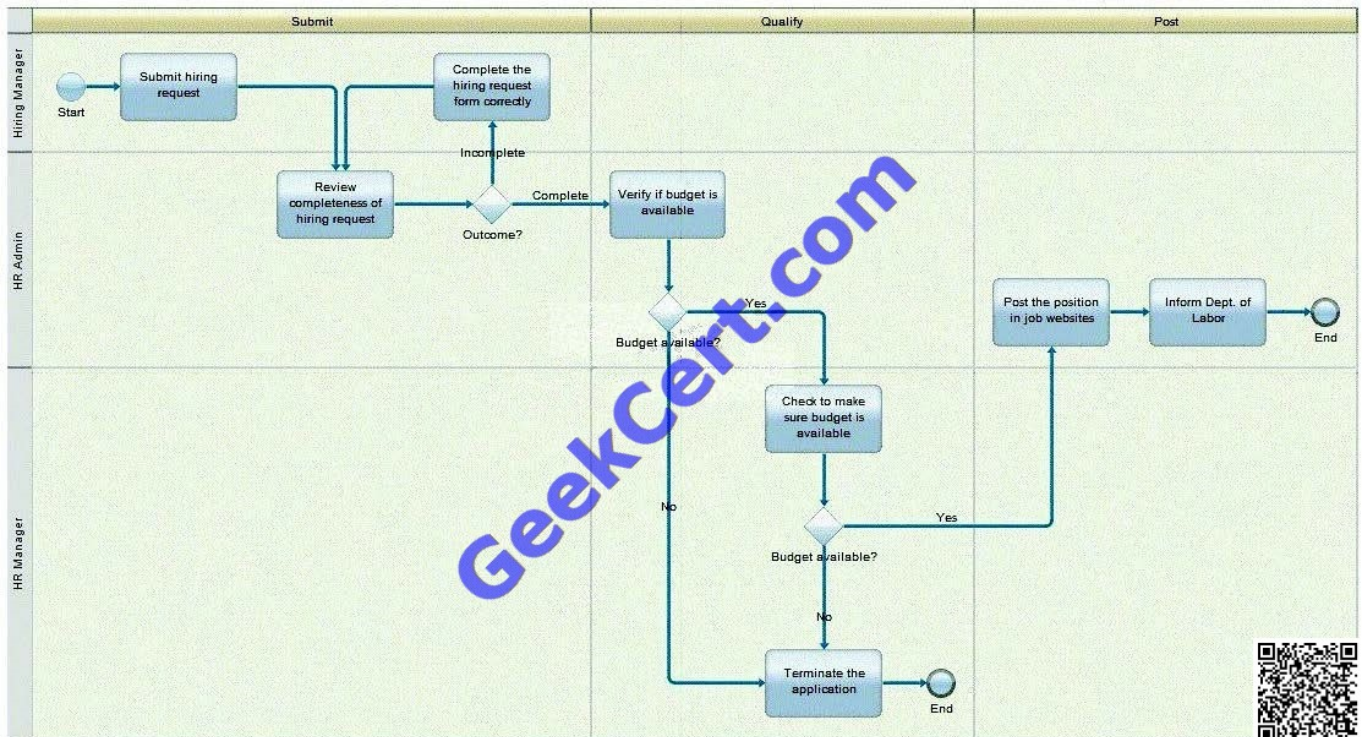 Submit
Qualify
Post
Hiring Manager
Start
Submit hiring
request
Complete the
hiring request
form correctly
Incomplete
HR Admin
Review
completeness of
hiring request
Outcome?
Complete
Verify if budget is
available
Yes
Budget available?
Post the position
in job websites
Inform Dept. of
Labor
End
HR Manager
Check to make
sure budget is
available
No
Yes
Budget available?
No
Terminate the
application
End
GeekCert.com